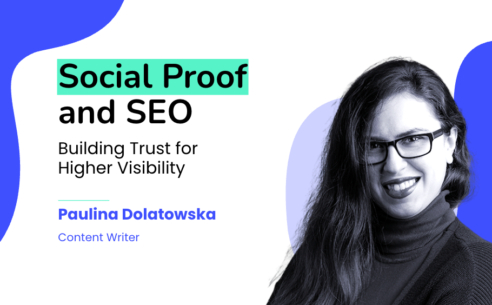 Social Proof
and SEO
Building Trust for
Higher Visibility
Paulina Dolatowska
Content Writer